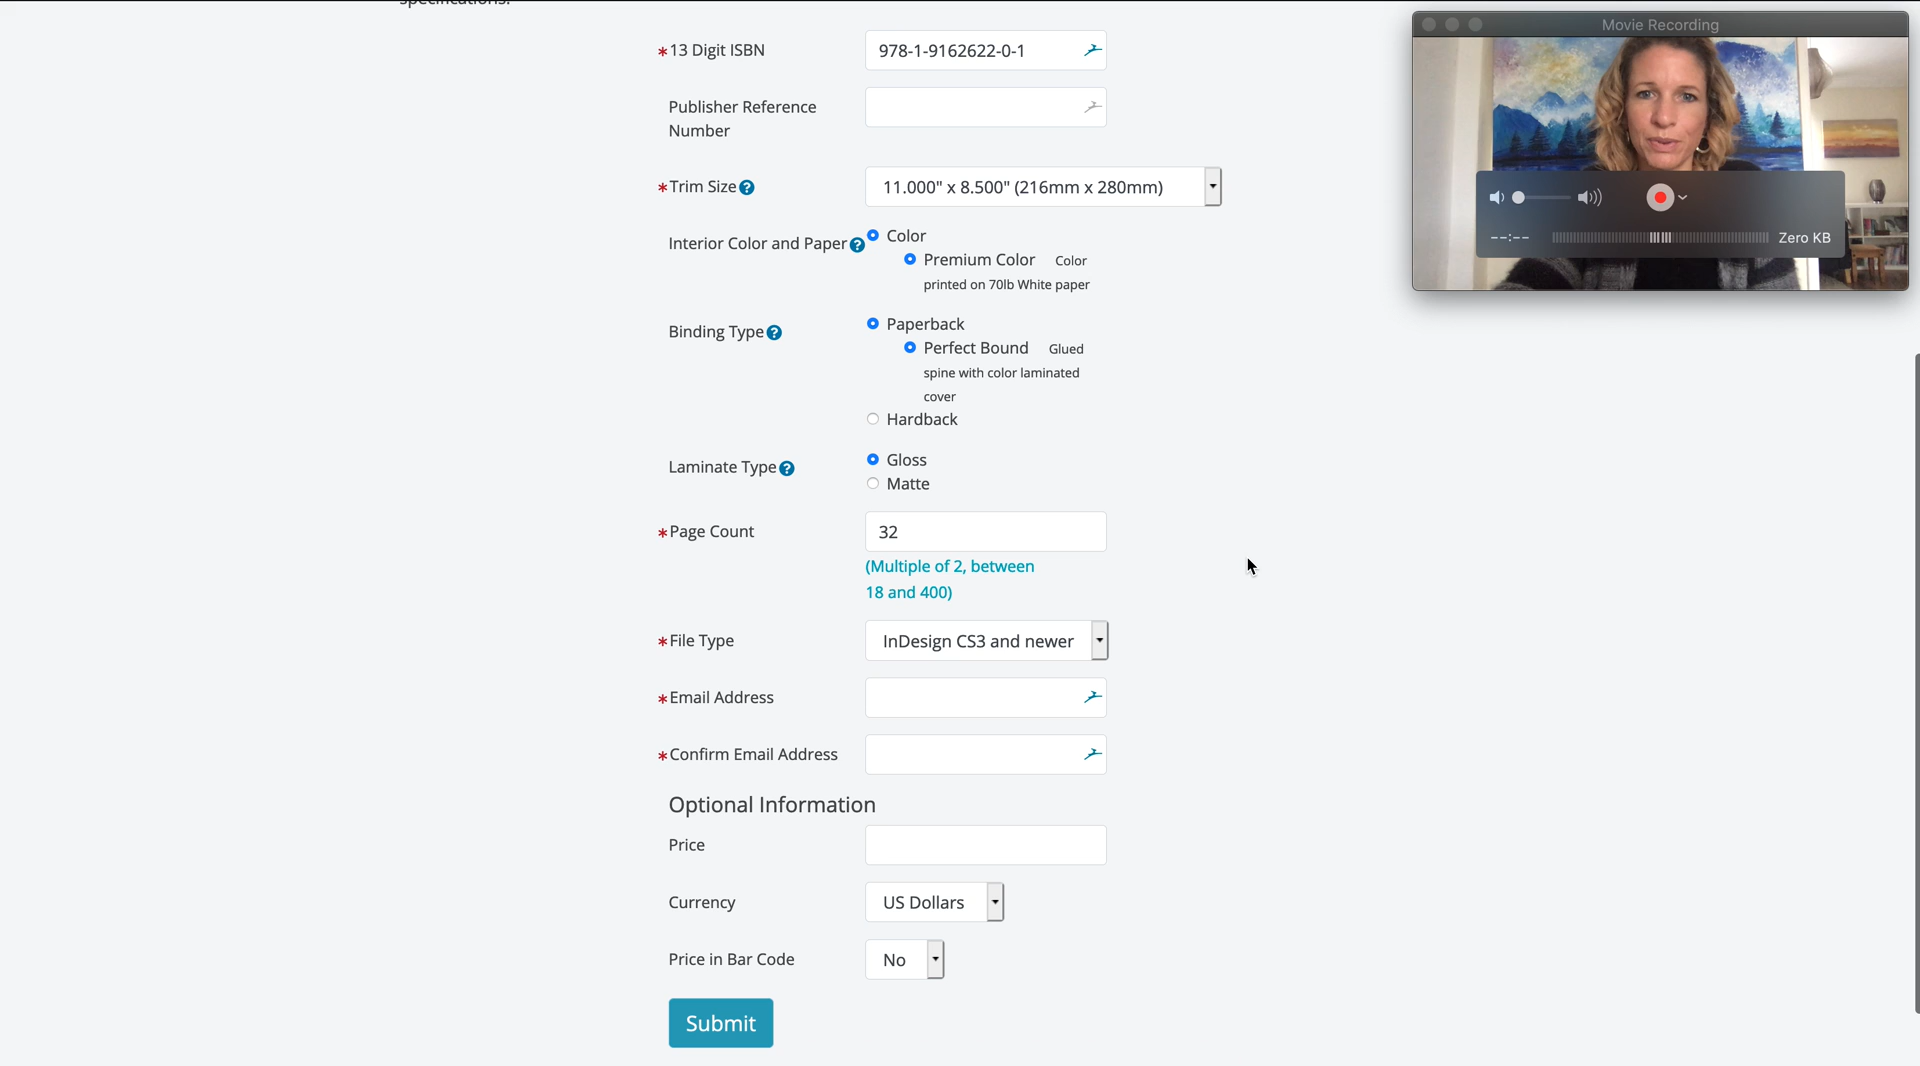 13 Digit ISBN
978-1-9162622-0-1
Publisher Reference
Number
Trim Size
11.000" x 8.500" (216mm x 280mm)
Interior Color and Paper
Color
Premium Color Color
printed on 70lb White paper
Binding Type
Paperback
Perfect Bound Glued
spine with color laminated
cover
Hardback
Laminate Type
Gloss
Matte
Page Count
32
(Multiple of 2, between
18 and 400)
File Type
InDesign CS3 and newer
Email Address
Confirm Email Address
Optional Information
Price
Currency
US Dollars
Price in Bar Code
No
Submit
Movie Recording
--:--
Zero KB